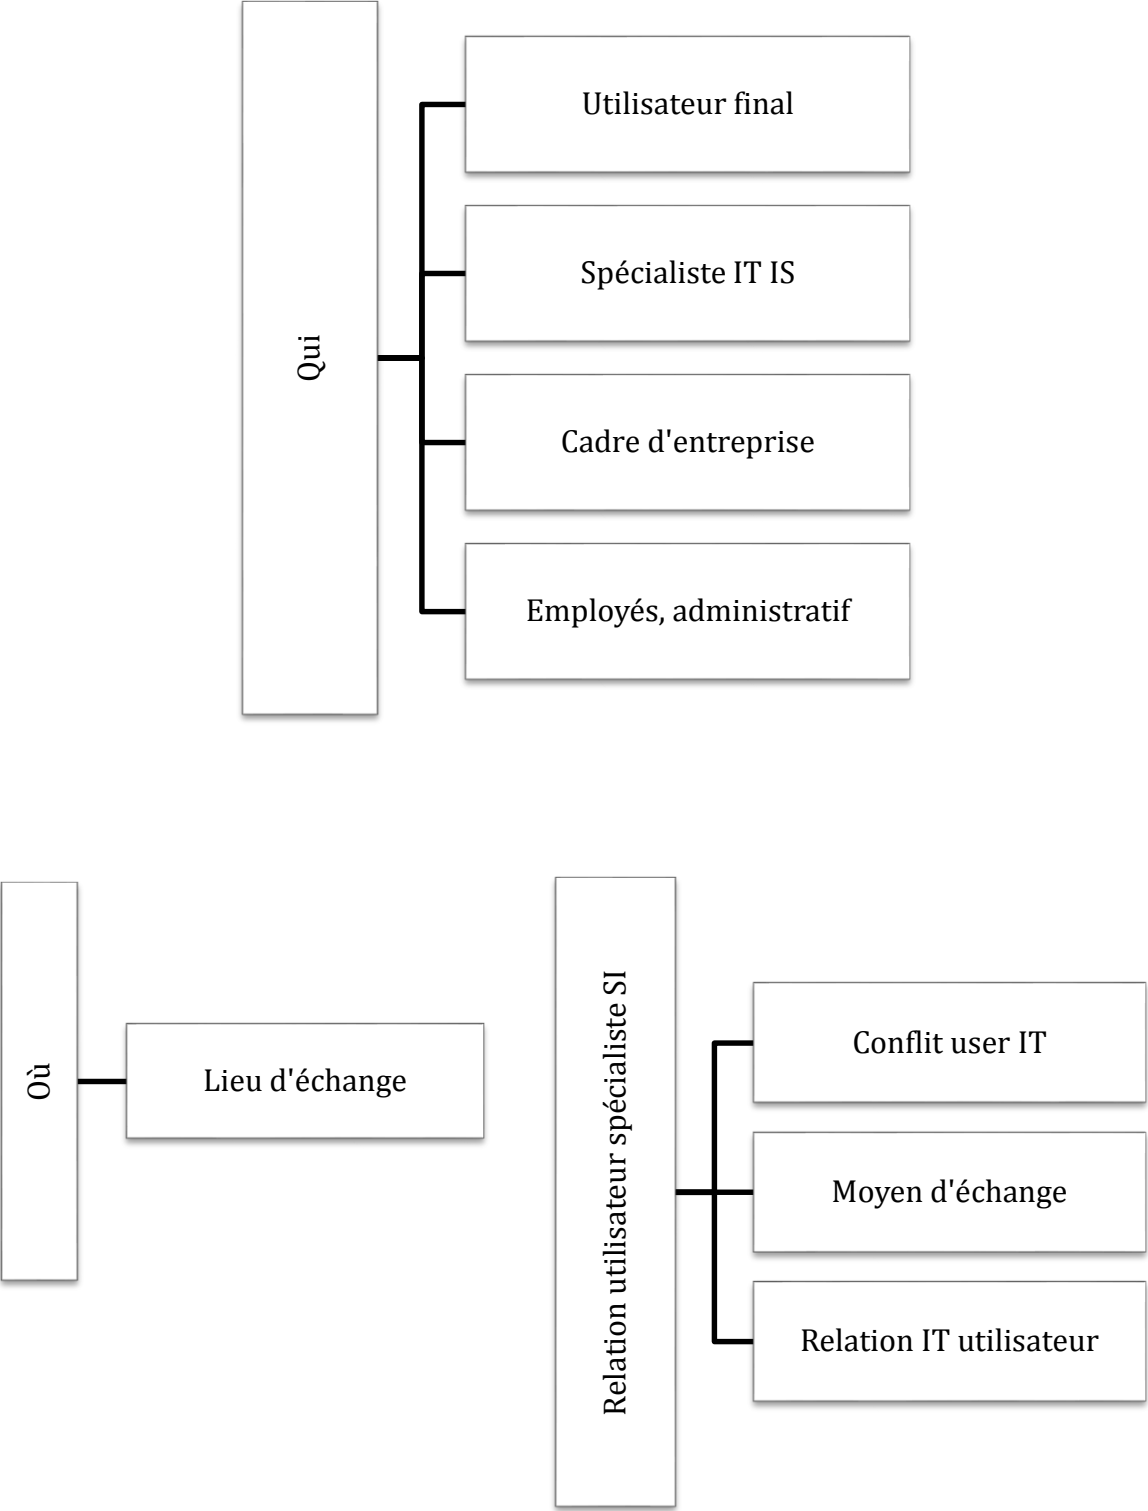 Qui
Utilisateur final
Spécialiste IT IS
Cadre d'entreprise
Employés, administratif
Où
Lieu d'échange
Relation utilisateur spécialiste SI
Conflit user IT
Moyen d'échange
Relation IT utilisateur